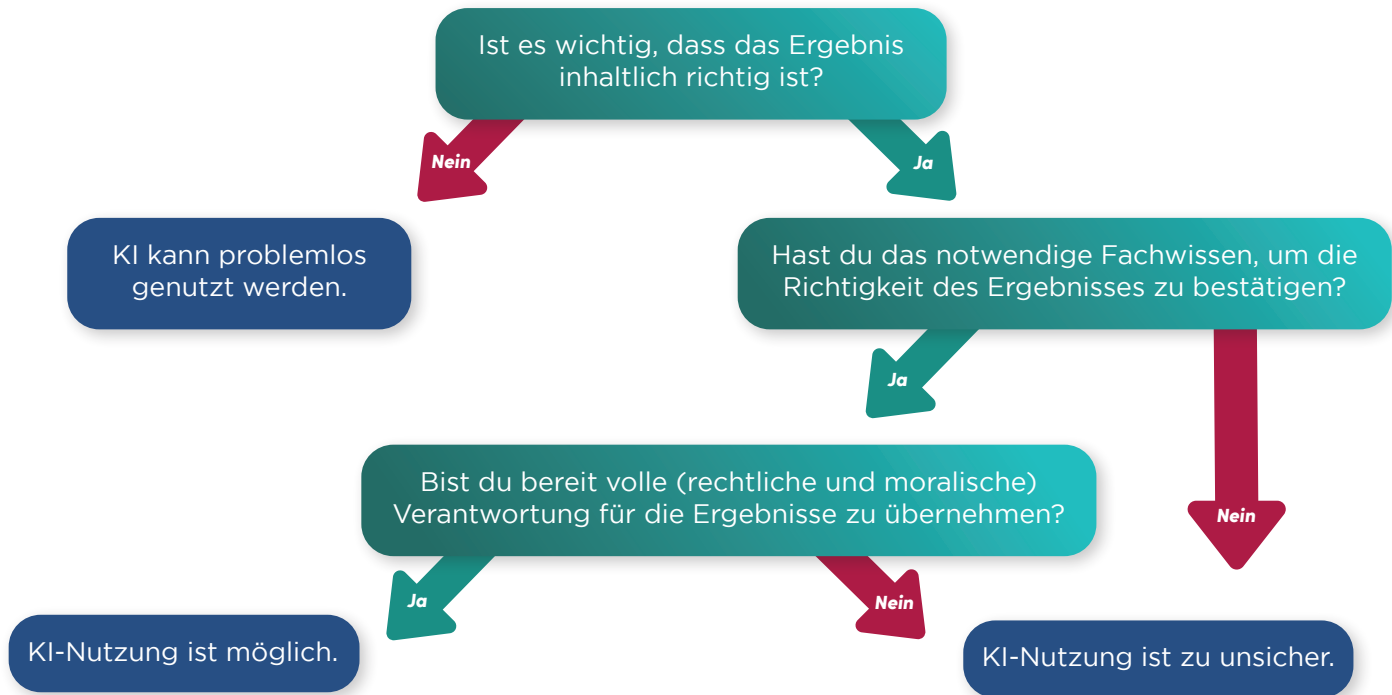 Ist es wichtig, dass das Ergebnis
inhaltlich richtig ist?
Nein
Ja
KI kann problemlos
genutzt werden.
Hast du das notwendige Fachwissen, um die
Richtigkeit des Ergebnisses zu bestätigen?
Ja
Nein
Bist du bereit volle (rechtliche und moralische)
Verantwortung für die Ergebnisse zu übernehmen?
Ja
Nein
KI-Nutzung ist möglich.
KI-Nutzung ist zu unsicher.